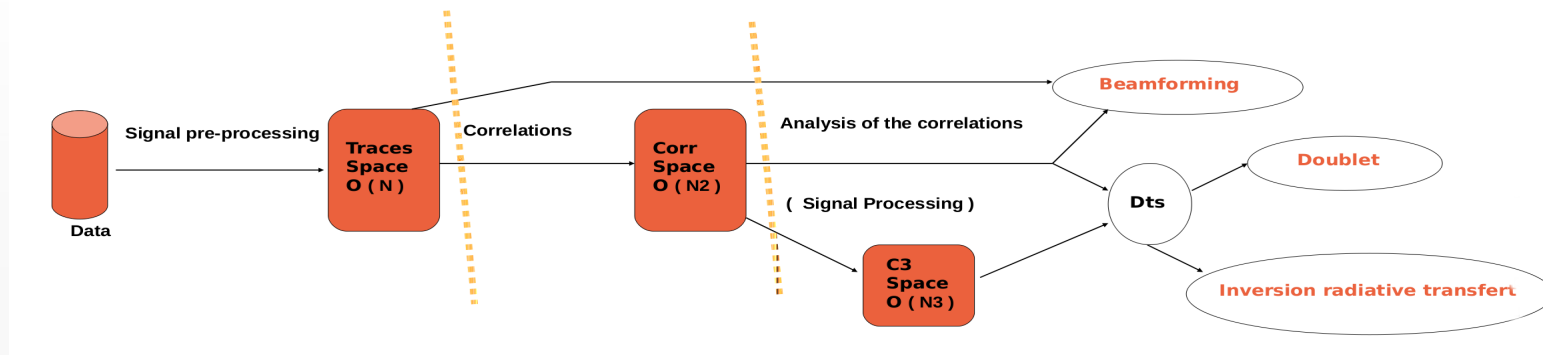 Beamforming
Signal pre-processing
Correlations
Analysis of the correlations
Traces
Space
O ( N )
Corr
Space
O ( N2 )
Doublet
( Signal Processing )
Dts
Data
C3
Space
O ( N3 )
Inversion radiative transfert